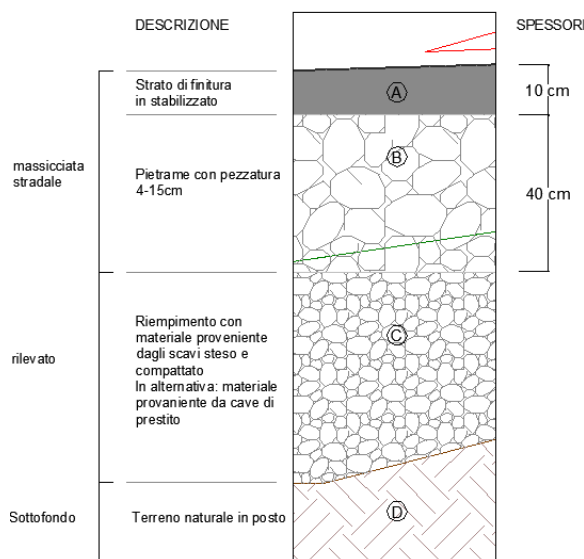 DESCRIZIONE
SPESSORI
Strato di finitura
in stabilizzato
A
10 cm
massicciata
stradale
Pietrame con pezzatura
4-15cm
B
40 cm
rilevato
Riempimento con
materiale proveniente
dagli scavi steso e
compattato
In alternativa: materiale
provaniente da cave di
prestito
C
Sottofondo
Terreno naturale in posto
D